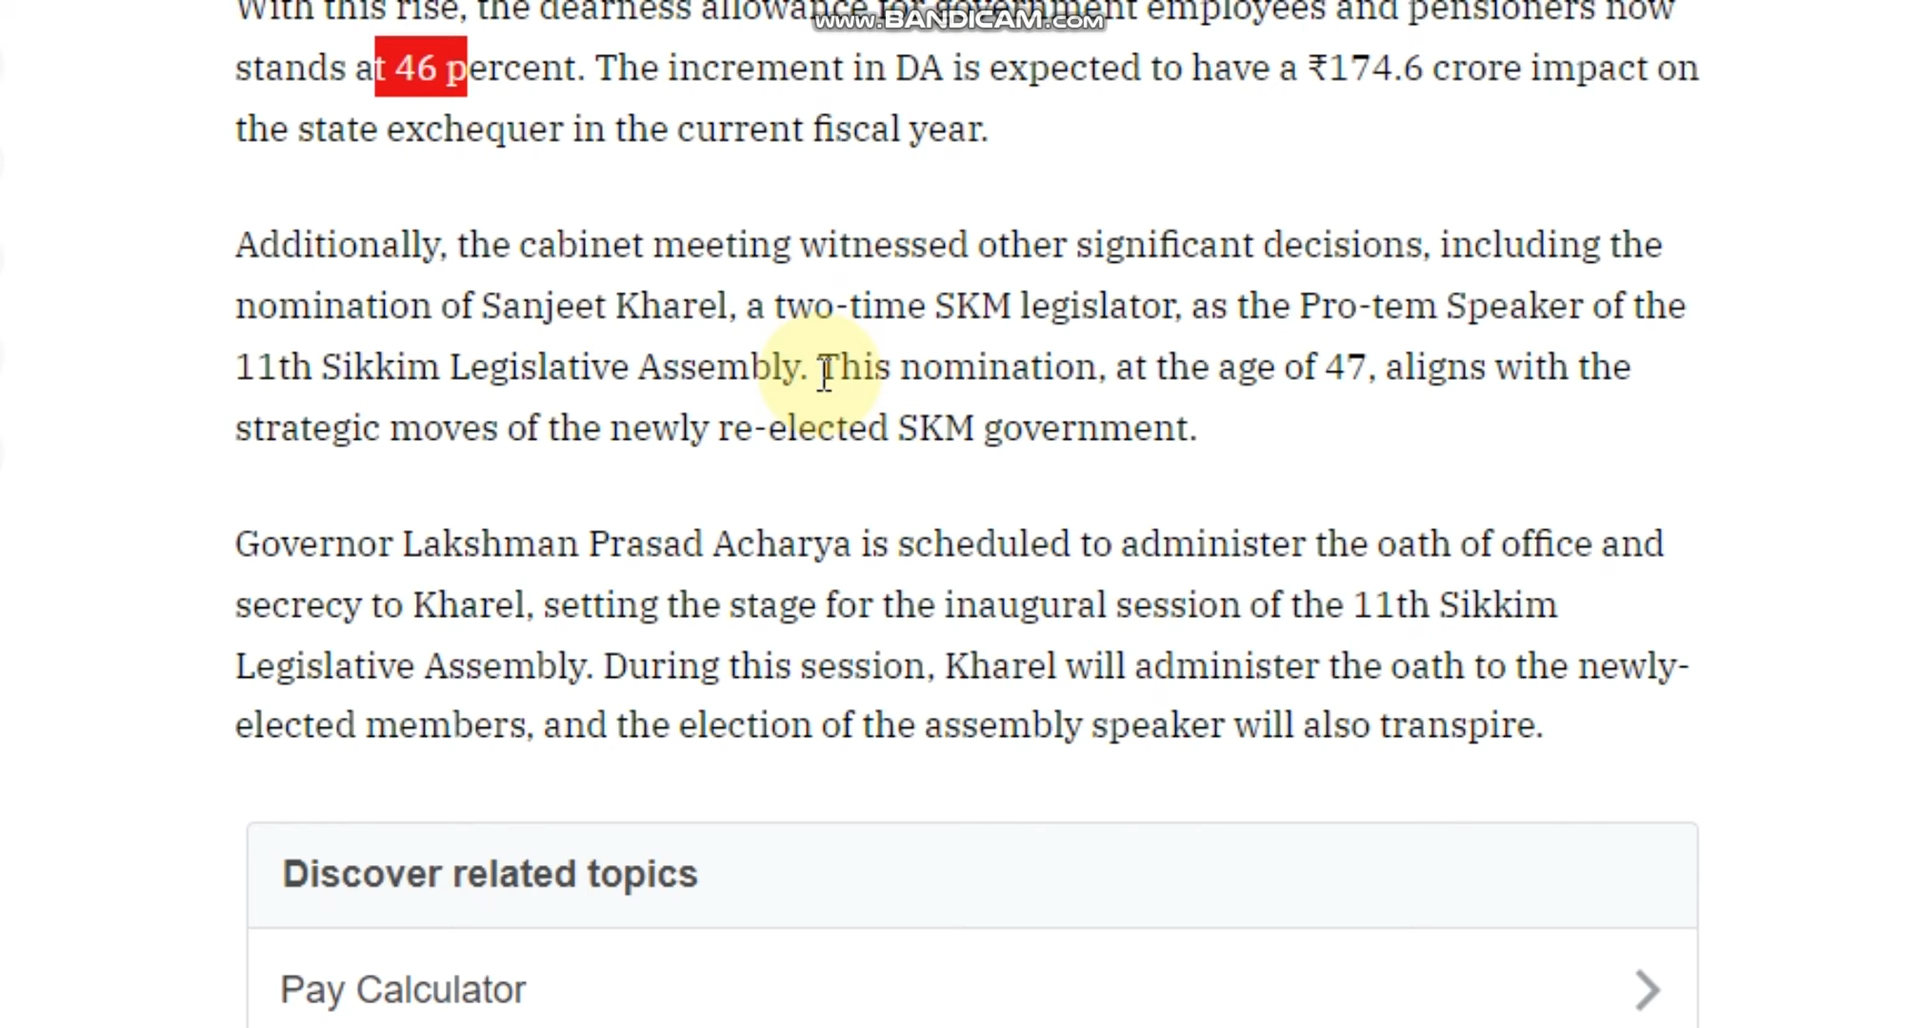 With this rise, the dearness allowance for government employees and pensioners now
www.BANDICAM.com
stands at 46 percent. The increment in DA is expected to have a ₹174.6 crore impact on
the state exchequer in the current fiscal year.
Additionally, the cabinet meeting witnessed other significant decisions, including the
nomination of Sanjeet Kharel, a two-time SKM legislator, as the Pro-tem Speaker of the
11th Sikkim Legislative Assembly. This nomination, at the age of 47, aligns with the
strategic moves of the newly re-elected SKM government.
Governor Lakshman Prasad Acharya is scheduled to administer the oath of office and
secrecy to Kharel, setting the stage for the inaugural session of the 11th Sikkim
Legislative Assembly. During this session, Kharel will administer the oath to the newly-
elected members, and the election of the assembly speaker will also transpire.
Discover related topics
Pay Calculator